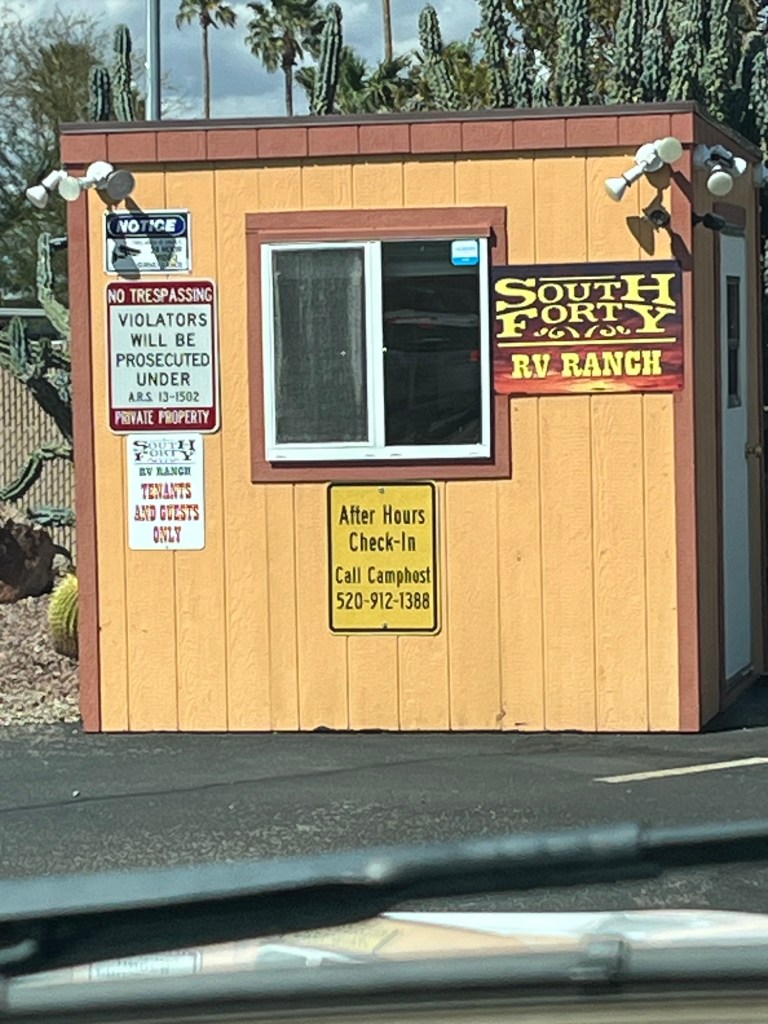 NOTICE
NO TRESPASSING
VIOLATORS
WILL BE
PROSECUTED
UNDER
A.R.S. 13-1502
PRIVATE PROPERTY
SOUTH
FORTY
RV RANCH
TENANTS
AND GUESTS
ONLY
SOUTH
FORTY
RV RANCH
After Hours
Check-In
Call Camphost
520-912-1388